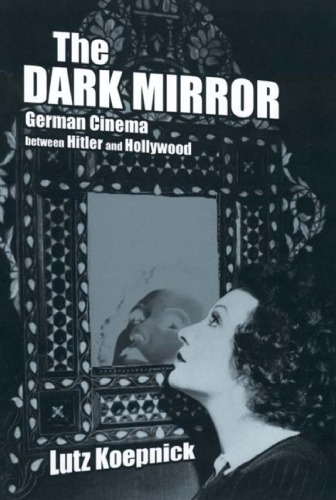 The
DARK MIRROR
German Cinema
between Hitler and Hollywood
Lutz Koepnick